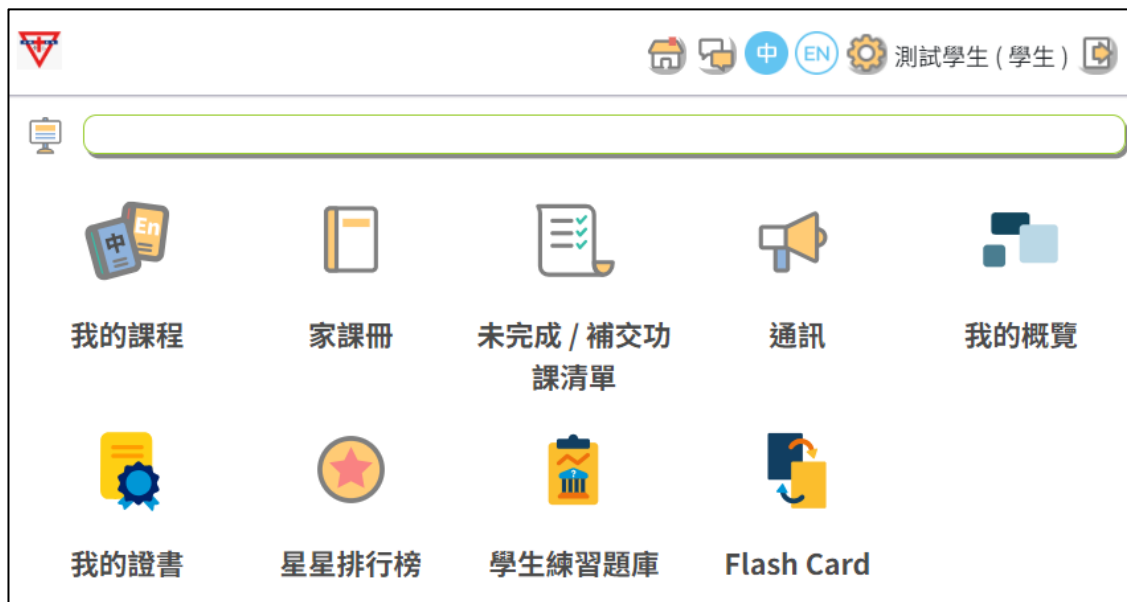 中 EN 測試學生 ( 學生 )
中 En
我的課程 家課冊 未完成 / 補交功課清單 通訊 我的概覽
?
我的證書 星星排行榜 學生練習題庫 Flash Card